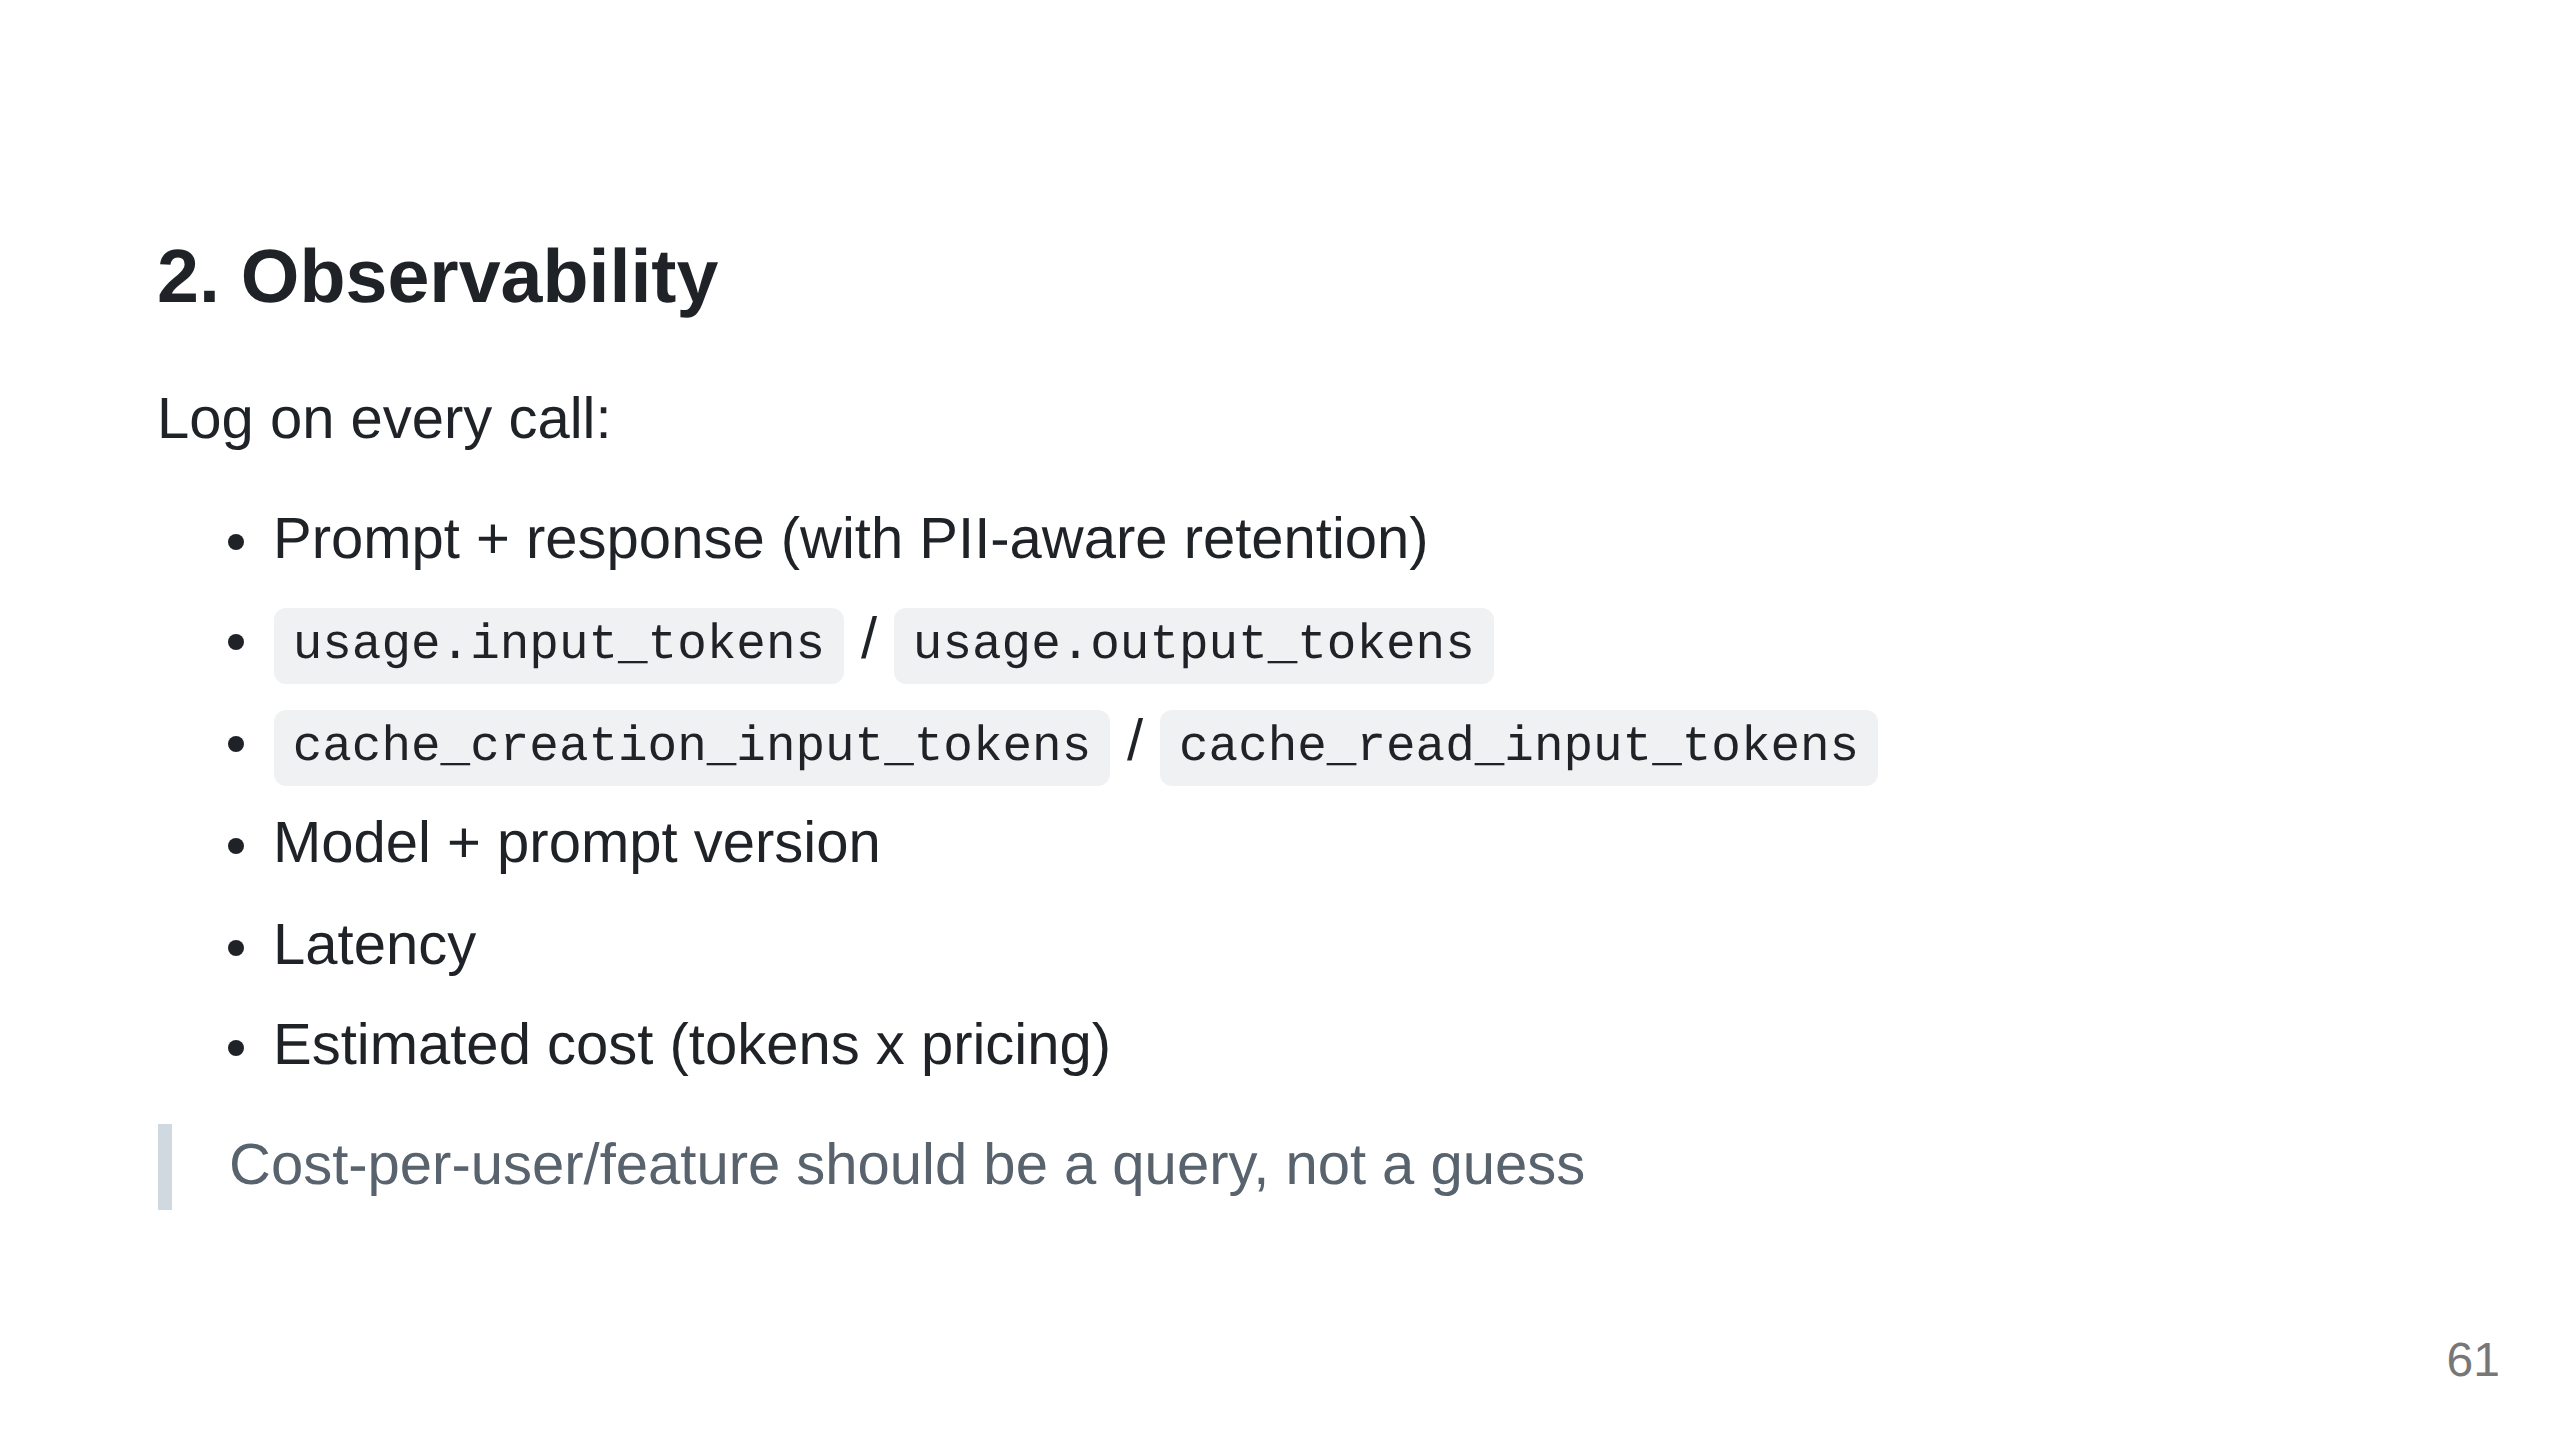 2. Observability
Log on every call:
• Prompt + response (with PII-aware retention)
• usage.input_tokens / usage.output_tokens
• cache_creation_input_tokens / cache_read_input_tokens
• Model + prompt version
• Latency
• Estimated cost (tokens x pricing)
Cost-per-user/feature should be a query, not a guess
61